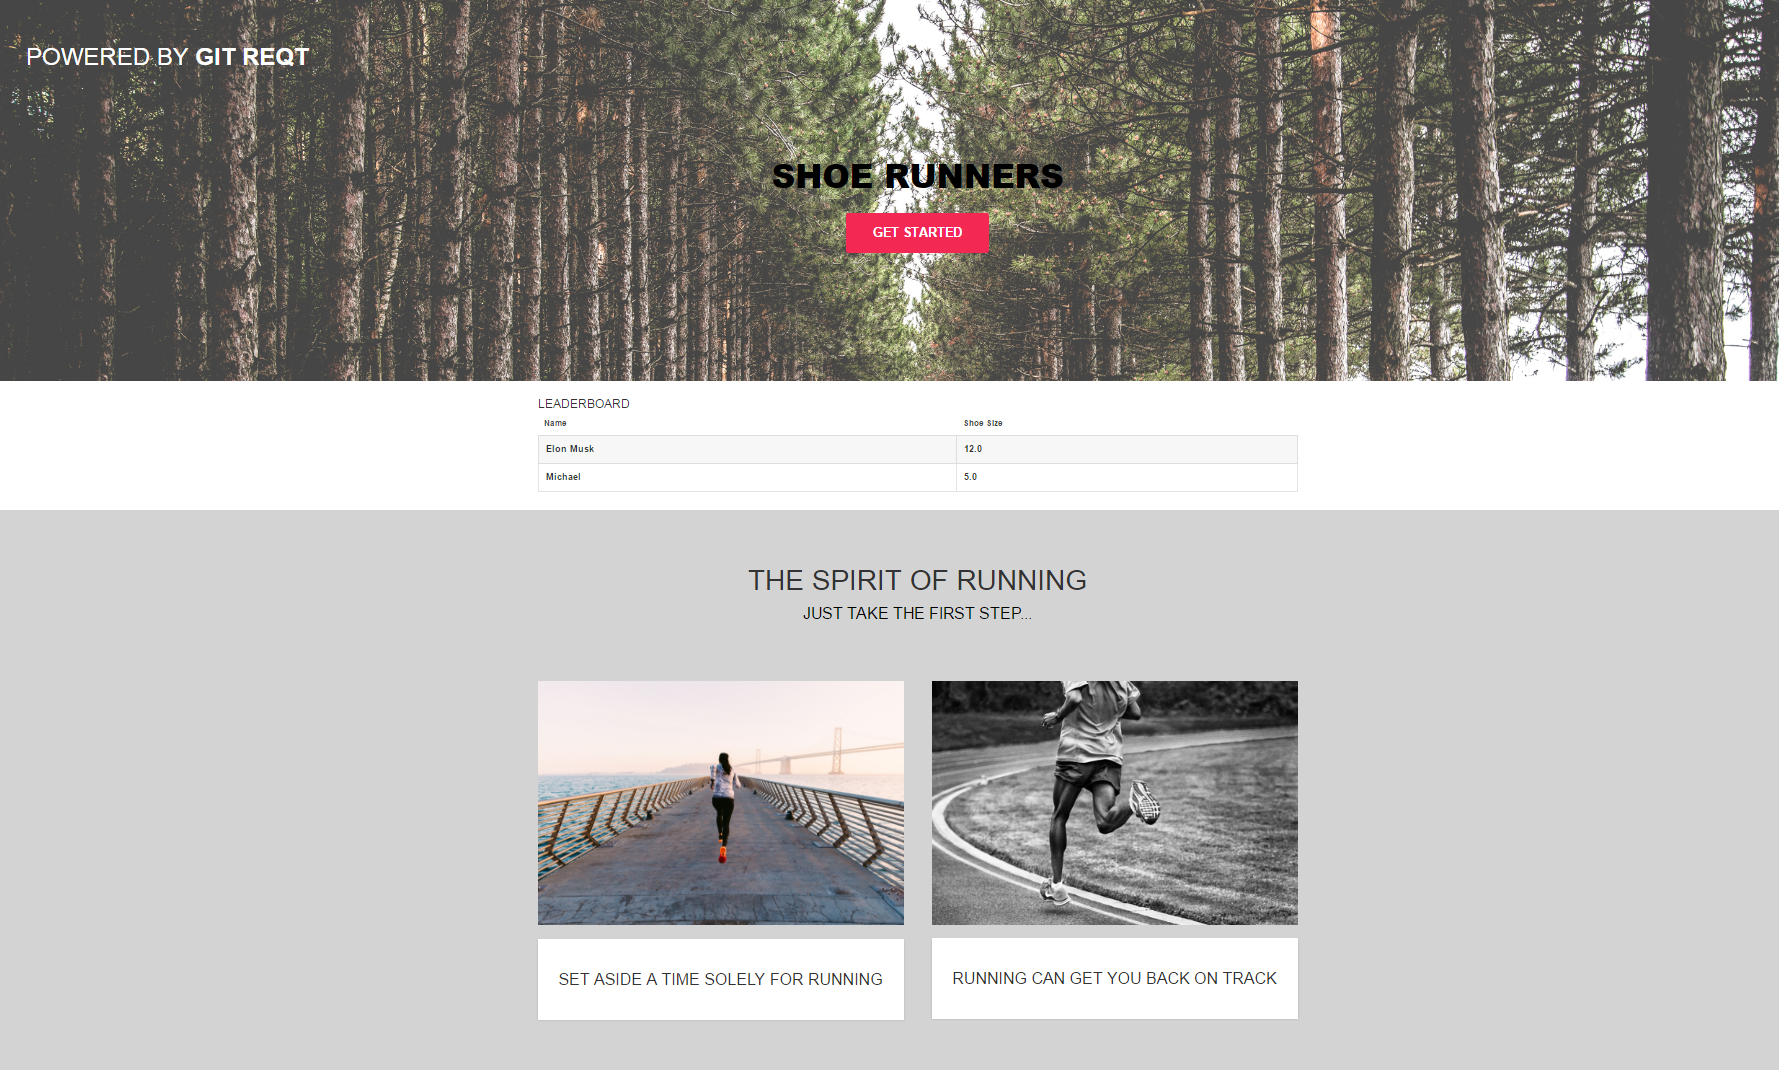 POWERED BY GIT REQT
SHOE RUNNERS
GET STARTED
LEADERBOARD
Name Shoe Size
Elon Musk 12.0
Michael 5.0
THE SPIRIT OF RUNNING
JUST TAKE THE FIRST STEP...
SET ASIDE A TIME SOLELY FOR RUNNING
RUNNING CAN GET YOU BACK ON TRACK